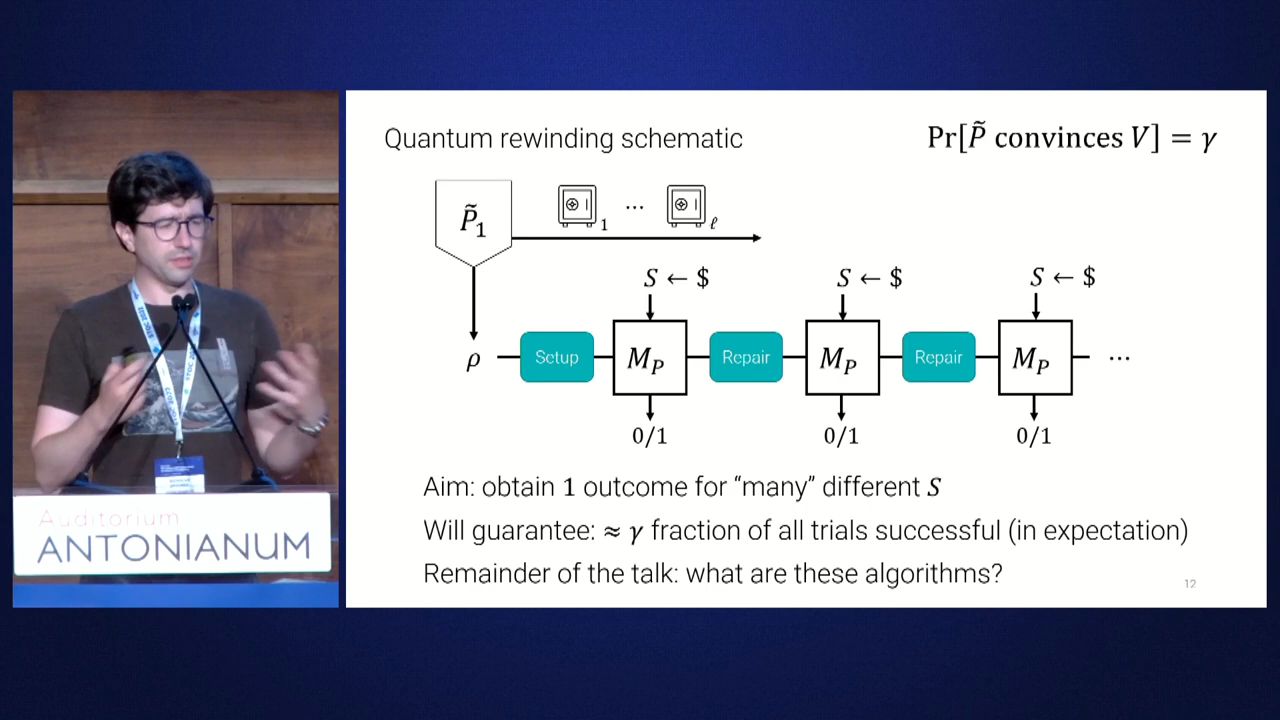 Quantum rewinding schematic
Pr[P̃ convinces V] = γ
P̃₁
1 ... ℓ
S ← $ S ← $ S ← $
ρ Setup M_P Repair M_P Repair M_P ...
0/1 0/1 0/1
Aim: obtain 1 outcome for “many” different S
Will guarantee: ≈ γ fraction of all trials successful (in expectation)
Remainder of the talk: what are these algorithms?
12
Auditorium
ANTONIANUM